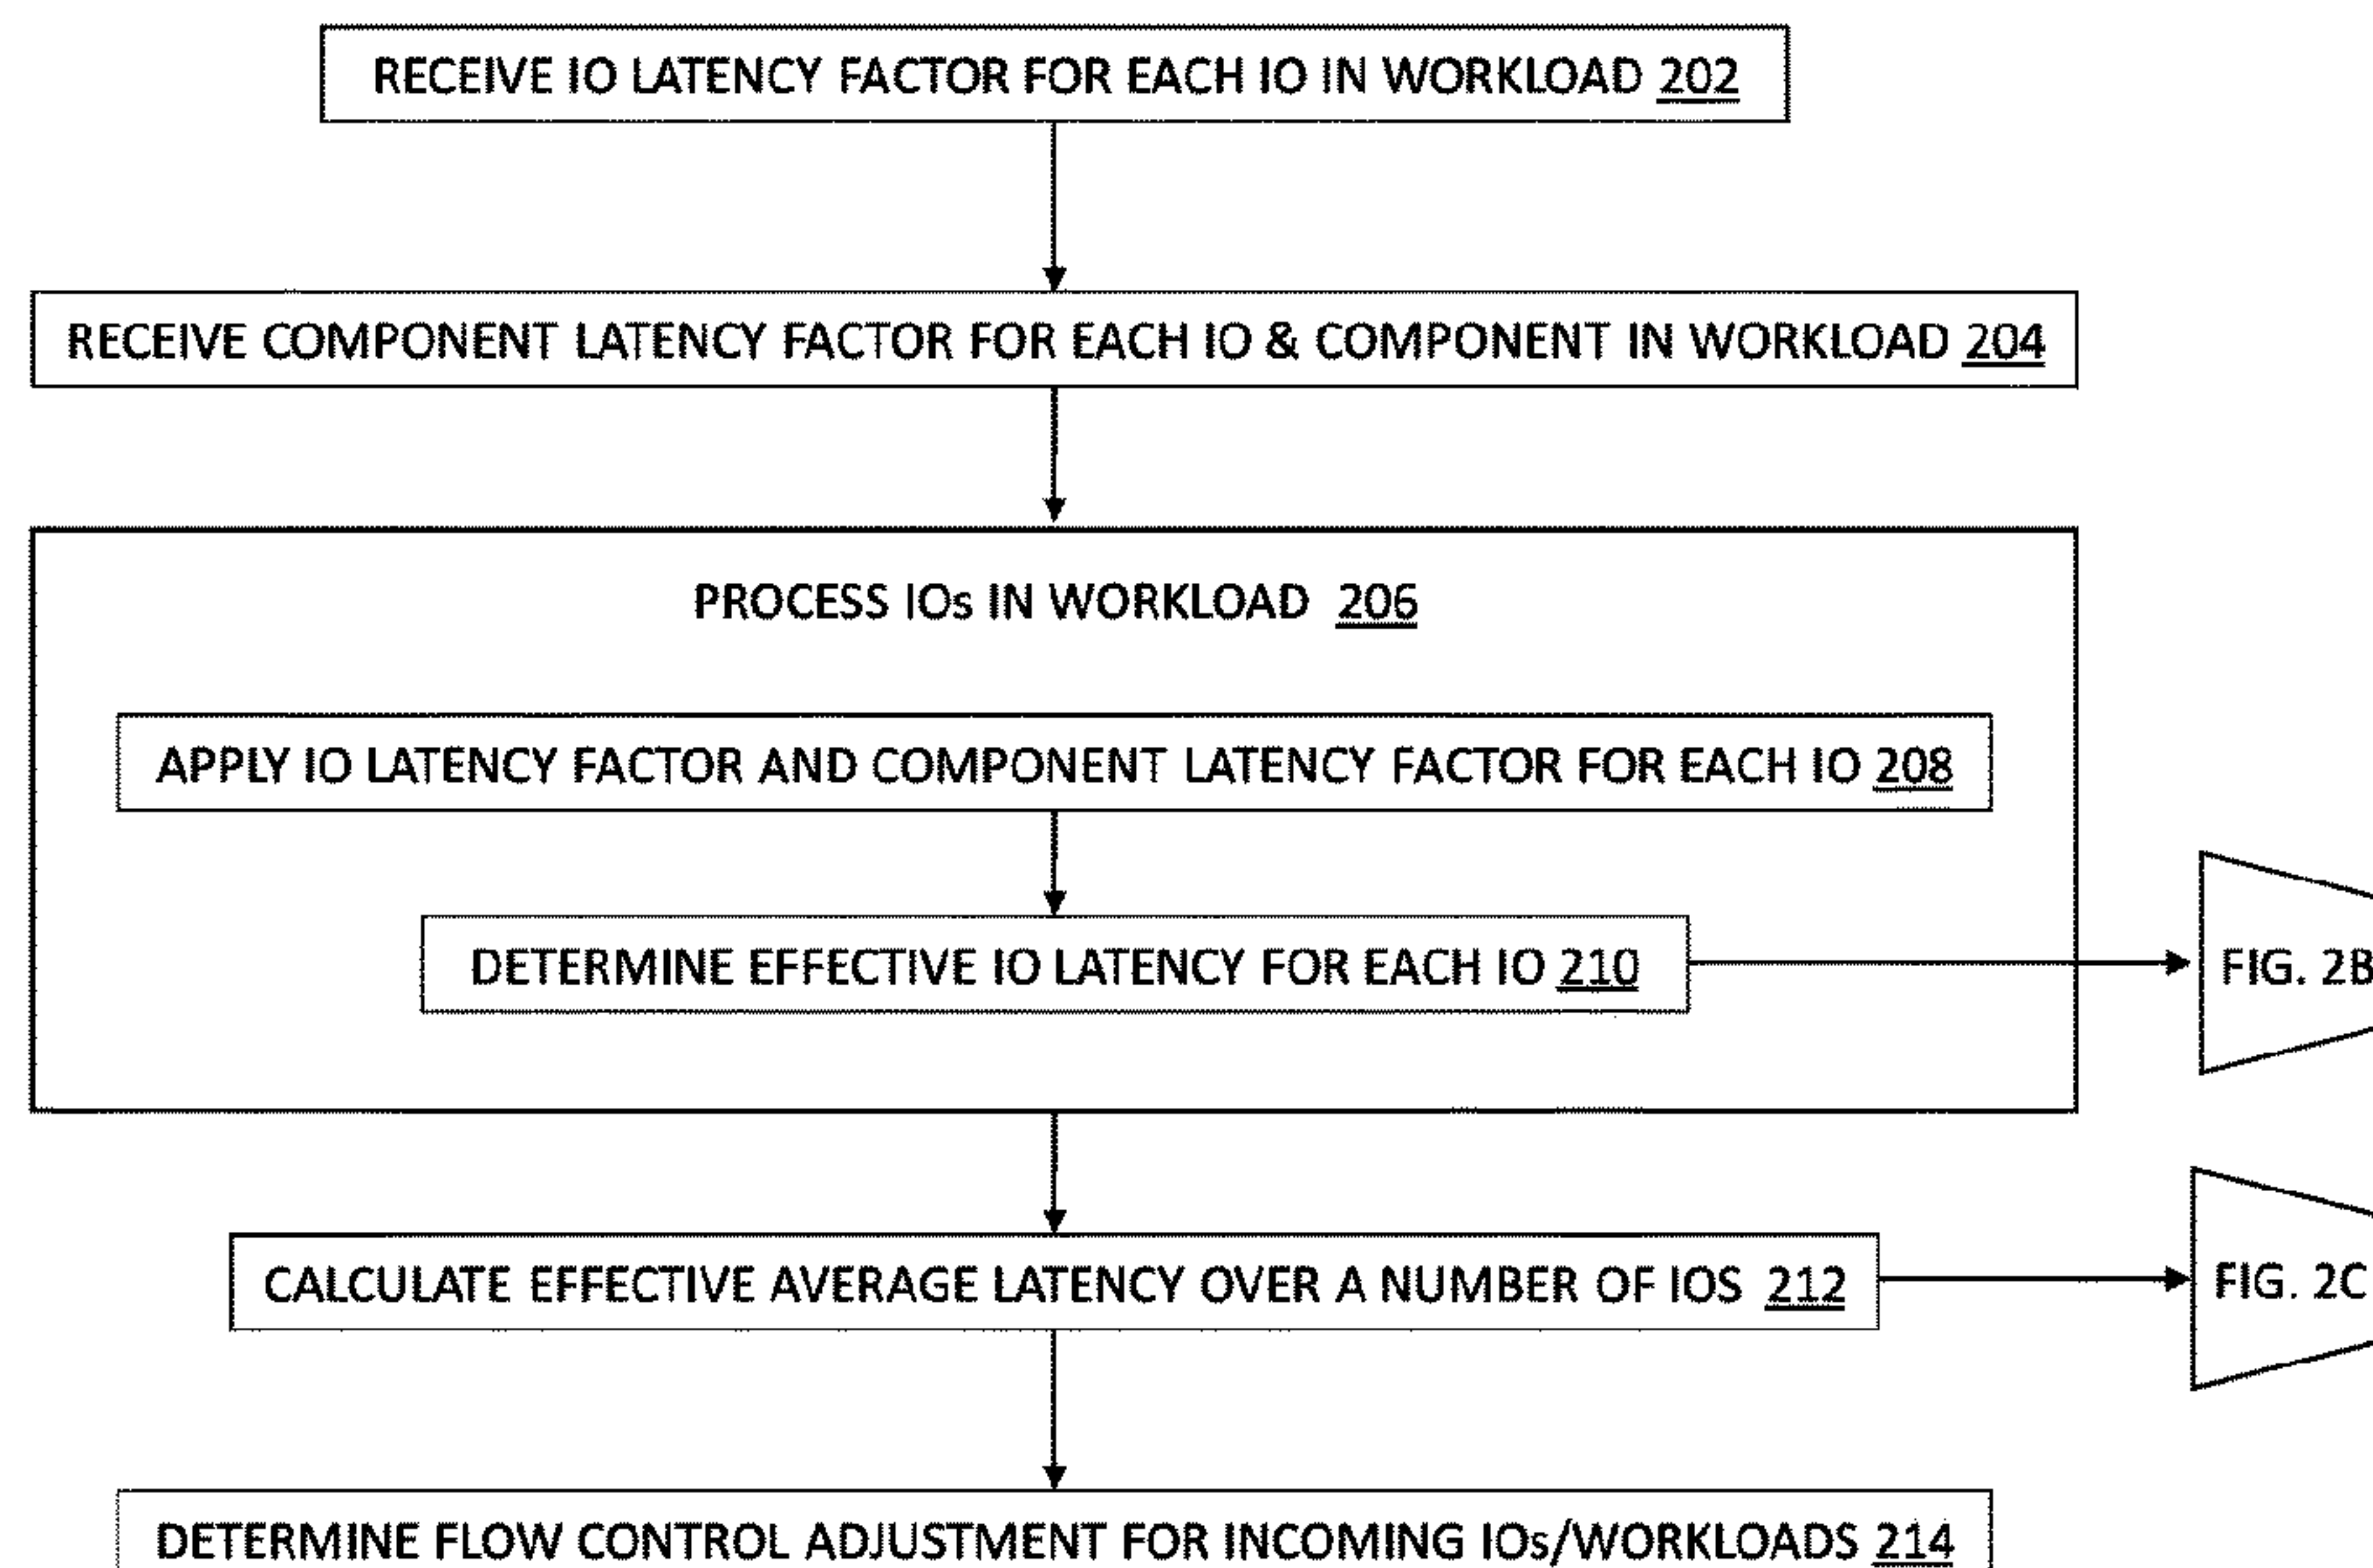 RECEIVE IO LATENCY FACTOR FOR EACH IO IN WORKLOAD 202
RECEIVE COMPONENT LATENCY FACTOR FOR EACH IO & COMPONENT IN WORKLOAD 204
PROCESS IOs IN WORKLOAD 206
APPLY IO LATENCY FACTOR AND COMPONENT LATENCY FACTOR FOR EACH IO 208
DETERMINE EFFECTIVE IO LATENCY FOR EACH IO 210
FIG. 2B
CALCULATE EFFECTIVE AVERAGE LATENCY OVER A NUMBER OF IOS 212
FIG. 2C
DETERMINE FLOW CONTROL ADJUSTMENT FOR INCOMING IOs/WORKLOADS 214